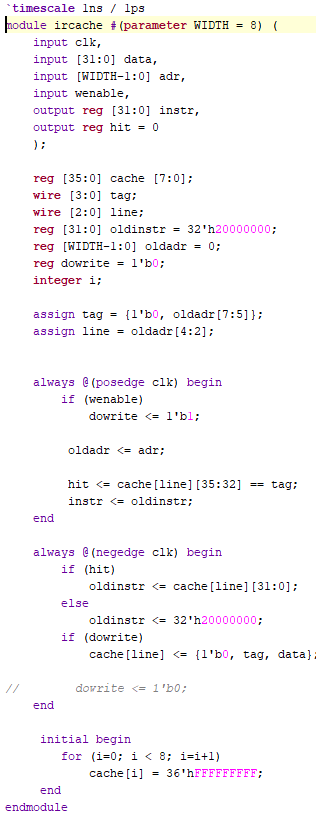 `timescale 1ns / 1ps
module ircache #(parameter WIDTH = 8) (
    input clk,
    input [31:0] data,
    input [WIDTH-1:0] adr,
    input wenable,
    output reg [31:0] instr,
    output reg hit = 0
    );
    reg [35:0] cache [7:0];
    wire [3:0] tag;
    wire [2:0] line;
    reg [31:0] oldinstr = 32'h20000000;
    reg [WIDTH-1:0] oldadr = 0;
    reg dowrite = 1'b0;
    integer i;
    assign tag = {1'b0, oldadr[7:5]};
    assign line = oldadr[4:2];
    always @(posedge clk) begin
        if (wenable)
            dowrite <= 1'b1;
         oldadr <= adr;
         hit <= cache[line][35:32] == tag;
         instr <= oldinstr;
    end
    always @(negedge clk) begin
        if (hit)
            oldinstr <= cache[line][31:0];
        else
            oldinstr <= 32'h20000000;
        if (dowrite)
            cache[line] <= {1'b0, tag, data};
//        dowrite <= 1'b0;
    end
     initial begin
        for (i=0; i < 8; i=i+1)
            cache[i] = 36'hFFFFFFFFF;
     end
endmodule